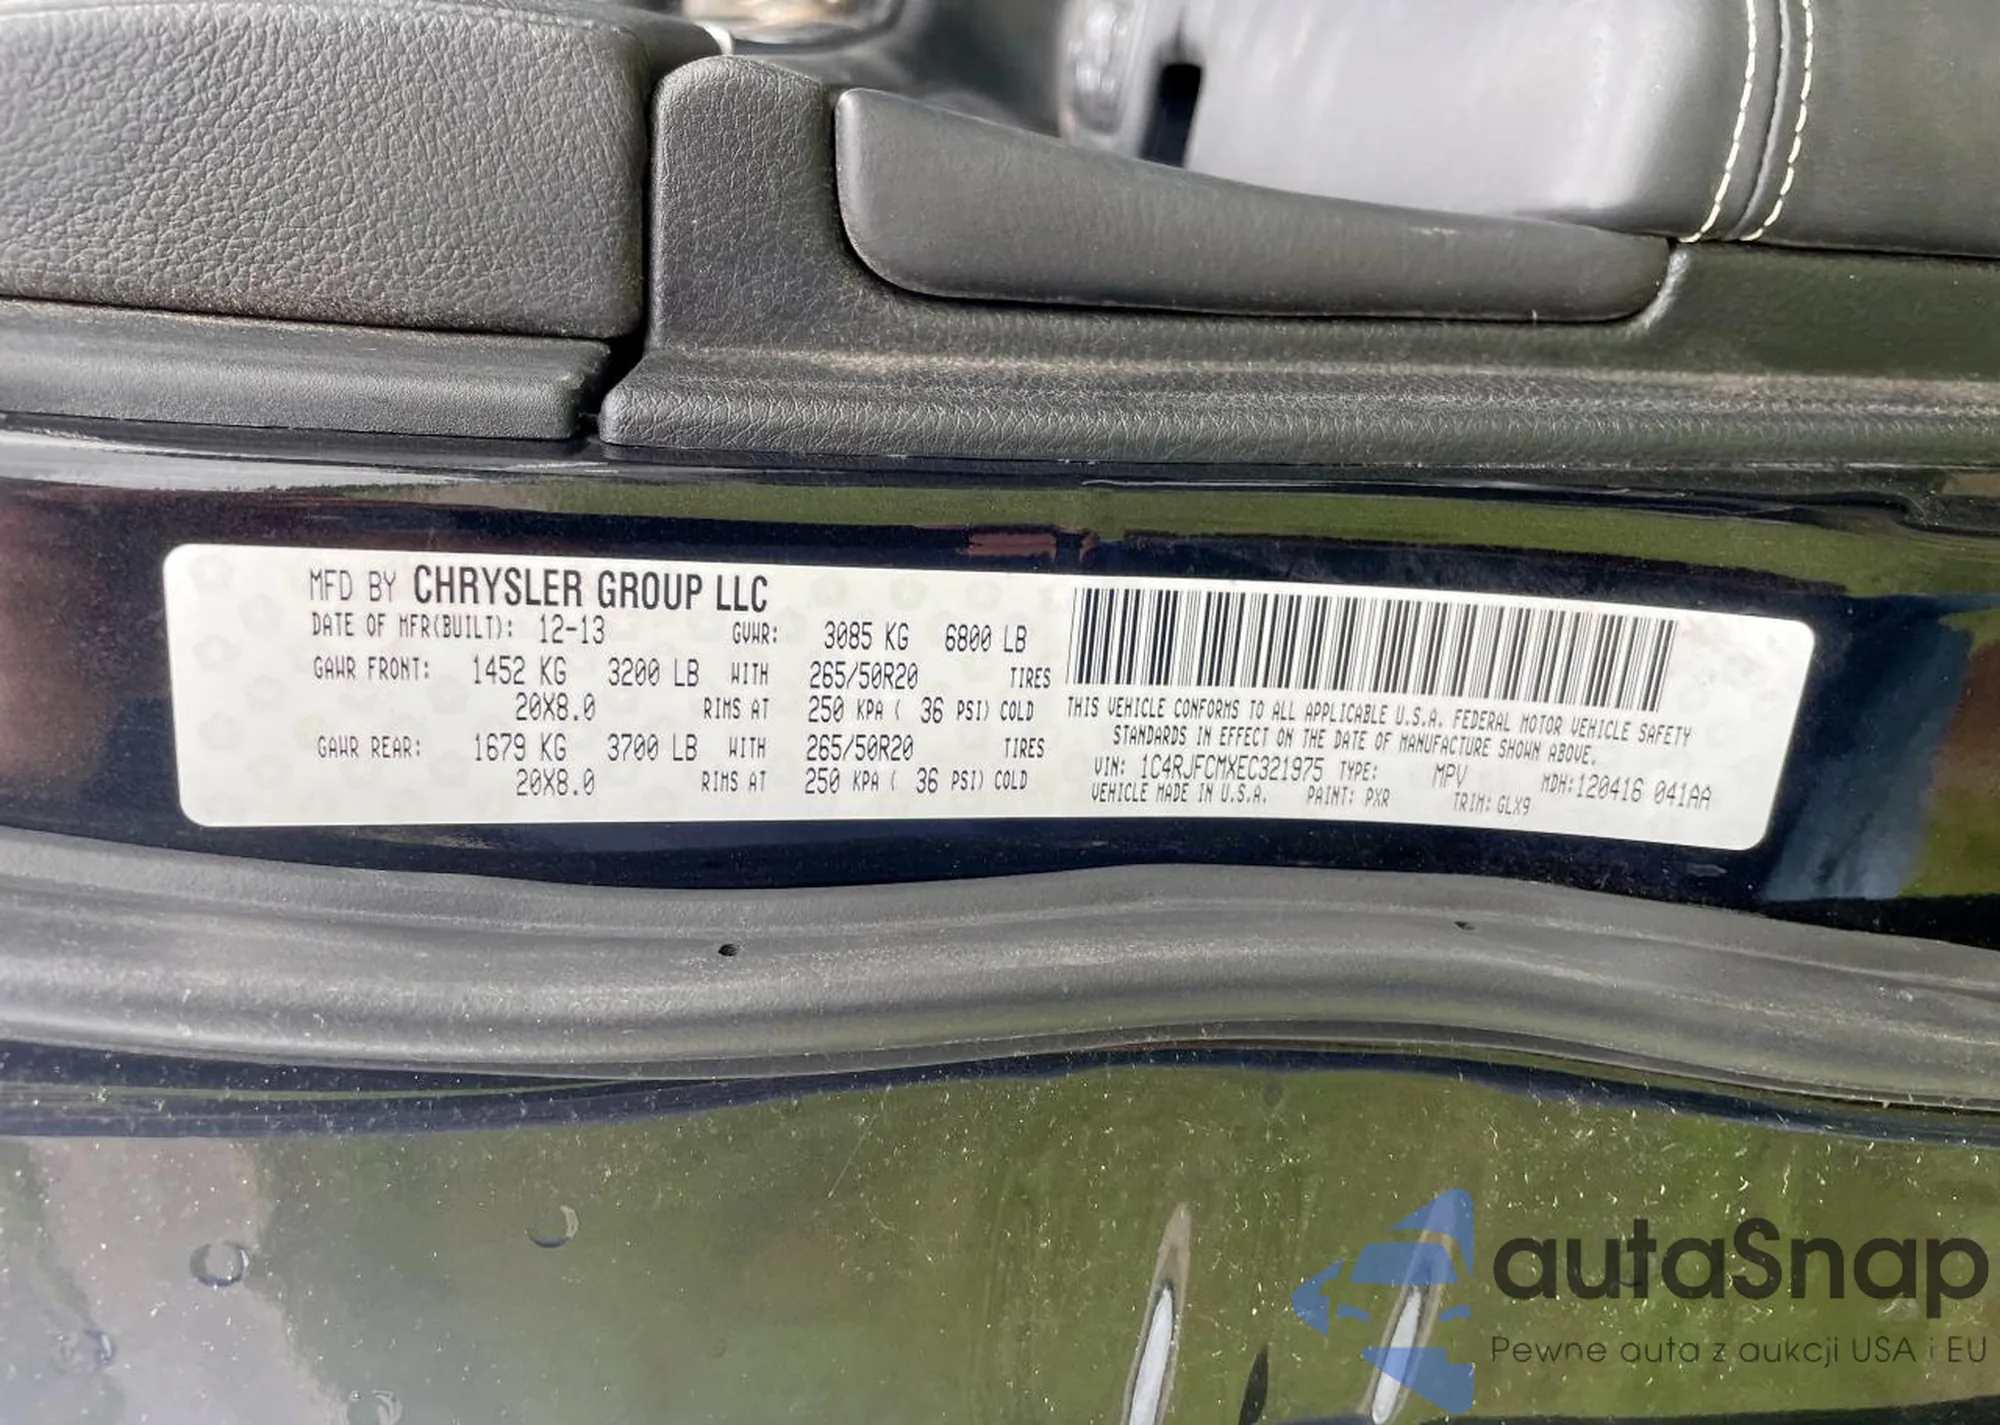 MFD BY CHRYSLER GROUP LLC
DATE OF MFR(BUILT): 12-13 GVWR: 3085 KG 6800 LB
GAWR FRONT: 1452 KG 3200 LB WITH 265/50R20 TIRES
20X8.0 RIMS AT 250 KPA ( 36 PSI) COLD
GAWR REAR: 1679 KG 3700 LB WITH 265/50R20 TIRES
20X8.0 RIMS AT 250 KPA ( 36 PSI) COLD
THIS VEHICLE CONFORMS TO ALL APPLICABLE U.S.A. FEDERAL MOTOR VEHICLE SAFETY
STANDARDS IN EFFECT ON THE DATE OF MANUFACTURE SHOWN ABOVE.
VIN: 1C4RJFCMXEC321975 TYPE: MPV MDH:120416 041AA
VEHICLE MADE IN U.S.A. PAINT: PXR TRIM: GLX9
autaSnap
Pewne auta z aukcji USA i EU